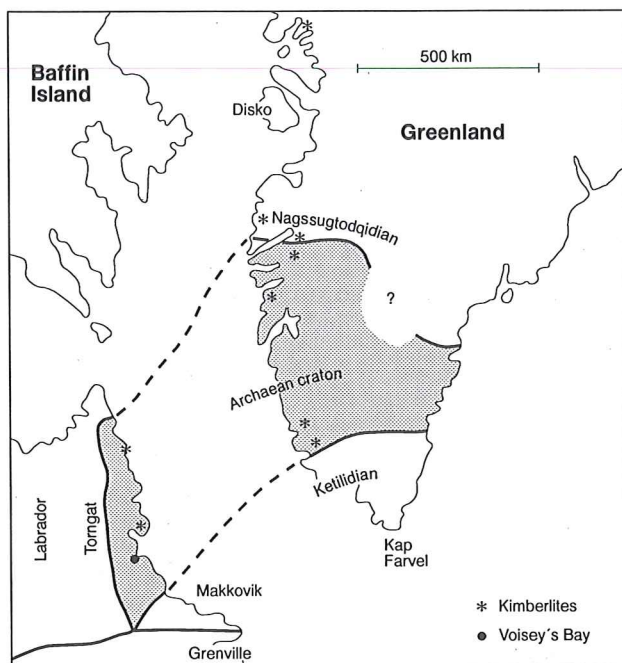 500 km
Baffin
Island
Disko
Greenland
Nagssugtodqidian
?
Archaean craton
Ketilidian
Labrador
Torngat
Kap
Farvel
Makkovik
Kimberlites
Voisey´s Bay
Grenville